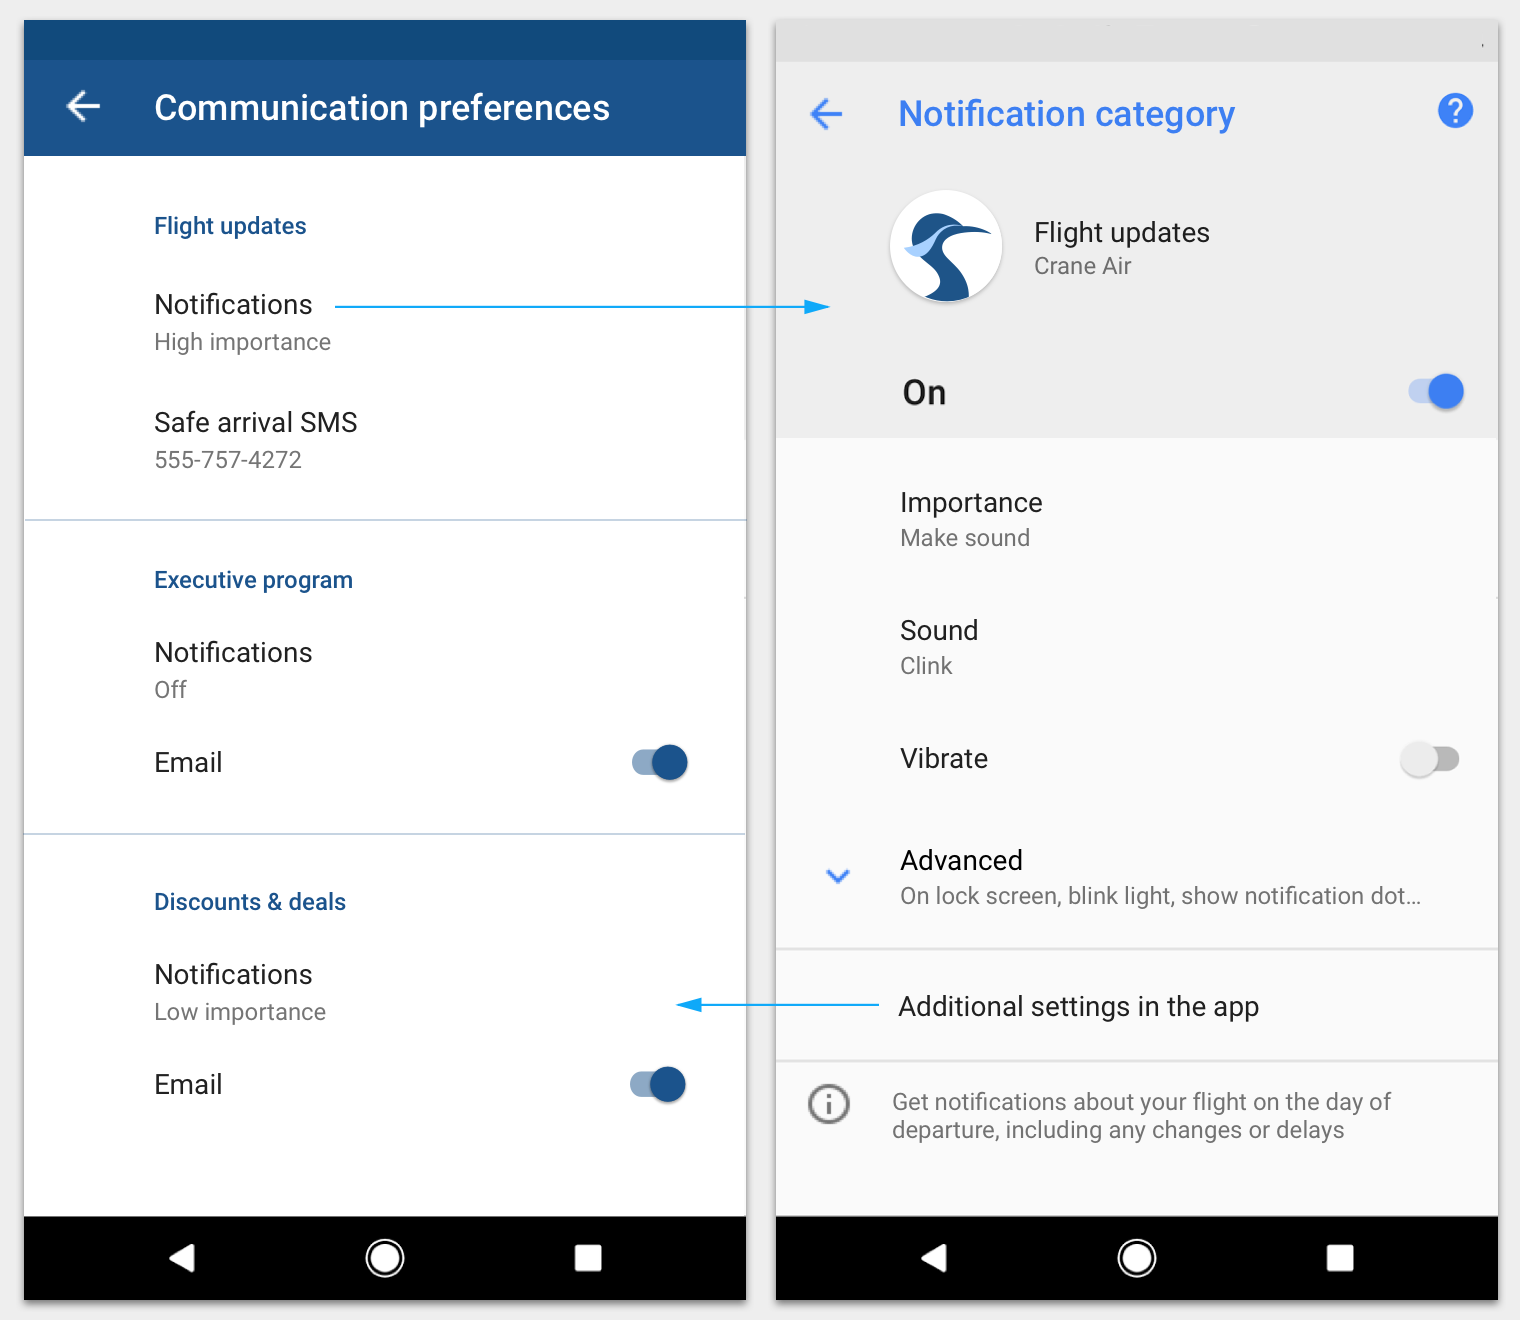 Communication preferences
Flight updates
Notifications
High importance
Safe arrival SMS
555-757-4272
Executive program
Notifications
Off
Email
Discounts & deals
Notifications
Low importance
Email
Notification category
?
Flight updates
Crane Air
On
Importance
Make sound
Sound
Clink
Vibrate
Advanced
On lock screen, blink light, show notification dot...
Additional settings in the app
Get notifications about your flight on the day of
departure, including any changes or delays